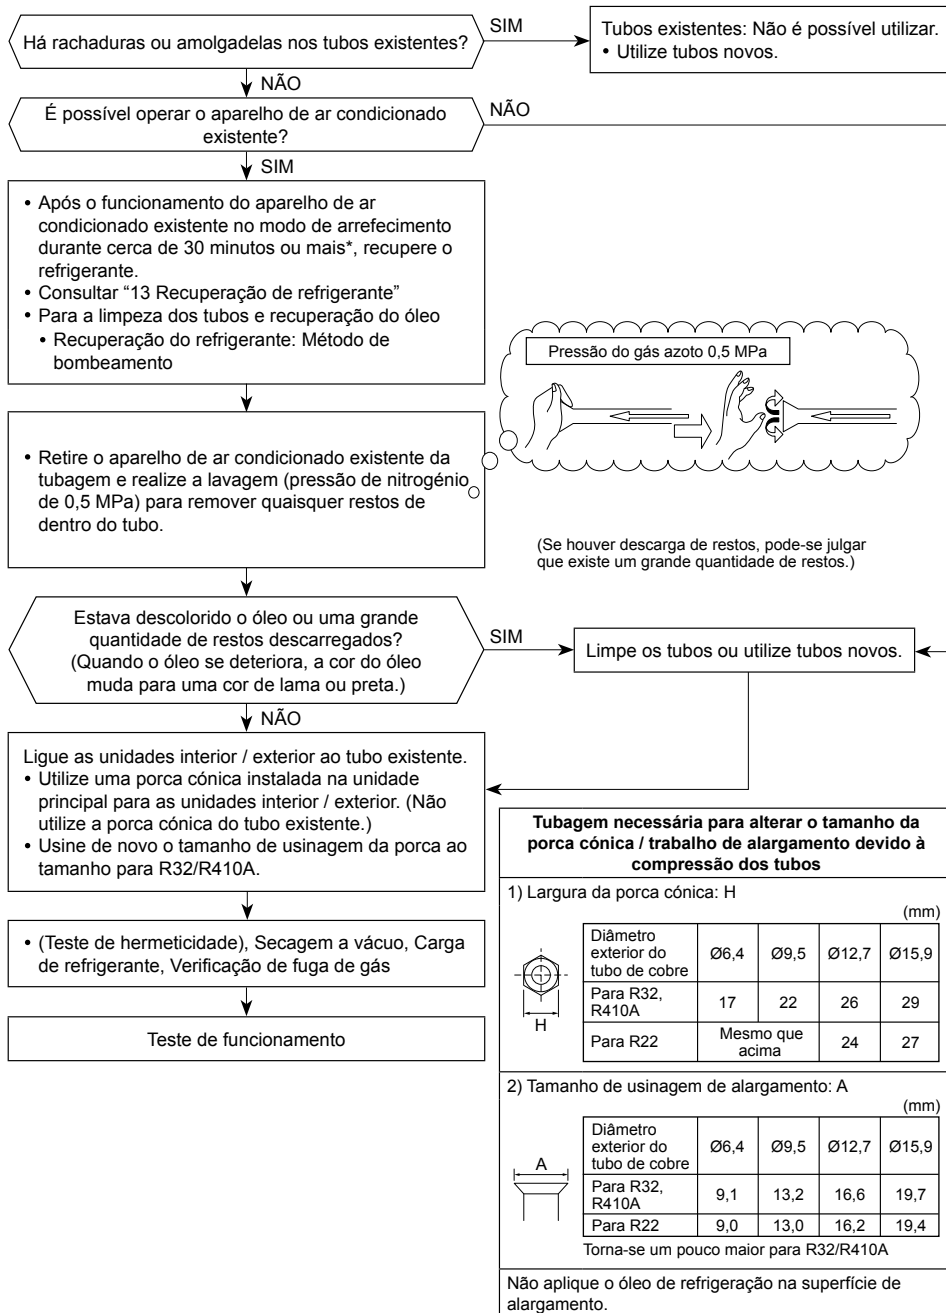 Há rachaduras ou amolgadelas nos tubos existentes?
SIM
Tubos existentes: Não é possível utilizar.
• Utilize tubos novos.
NÃO
É possível operar o aparelho de ar condicionado
existente?
NÃO
SIM
• Após o funcionamento do aparelho de ar
condicionado existente no modo de arrefecimento
durante cerca de 30 minutos ou mais*, recupere o
refrigerante.
• Consultar “13 Recuperação de refrigerante”
• Para a limpeza dos tubos e recuperação do óleo
• Recuperação do refrigerante: Método de
bombeamento
Pressão do gás azoto 0,5 MPa
• Retire o aparelho de ar condicionado existente da
tubagem e realize a lavagem (pressão de nitrogénio
de 0,5 MPa) para remover quaisquer restos de
dentro do tubo.
(Se houver descarga de restos, pode-se julgar
que existe um grande quantidade de restos.)
Estava descolorido o óleo ou uma grande
quantidade de restos descarregados?
(Quando o óleo se deteriora, a cor do óleo
muda para uma cor de lama ou preta.)
SIM
Limpe os tubos ou utilize tubos novos.
NÃO
Ligue as unidades interior / exterior ao tubo existente.
• Utilize uma porca cónica instalada na unidade
principal para as unidades interior / exterior. (Não
utilize a porca cónica do tubo existente.)
• Usine de novo o tamanho de usinagem da porca ao
tamanho para R32/R410A.
• (Teste de hermeticidade), Secagem a vácuo, Carga
de refrigerante, Verificação de fuga de gás
Teste de funcionamento
Tubagem necessária para alterar o tamanho da
porca cónica / trabalho de alargamento devido à
compressão dos tubos
1) Largura da porca cónica: H
(mm)
H
Diâmetro
exterior do
tubo de cobre
Ø6,4 Ø9,5 Ø12,7 Ø15,9
Para R32,
R410A
17 22 26 29
Para R22
Mesmo que
acima
24 27
2) Tamanho de usinagem de alargamento: A
(mm)
A
Diâmetro
exterior do
tubo de cobre
Ø6,4 Ø9,5 Ø12,7 Ø15,9
Para R32,
R410A
9,1 13,2 16,6 19,7
Para R22 9,0 13,0 16,2 19,4
Torna-se um pouco maior para R32/R410A
Não aplique o óleo de refrigeração na superfície de
alargamento.